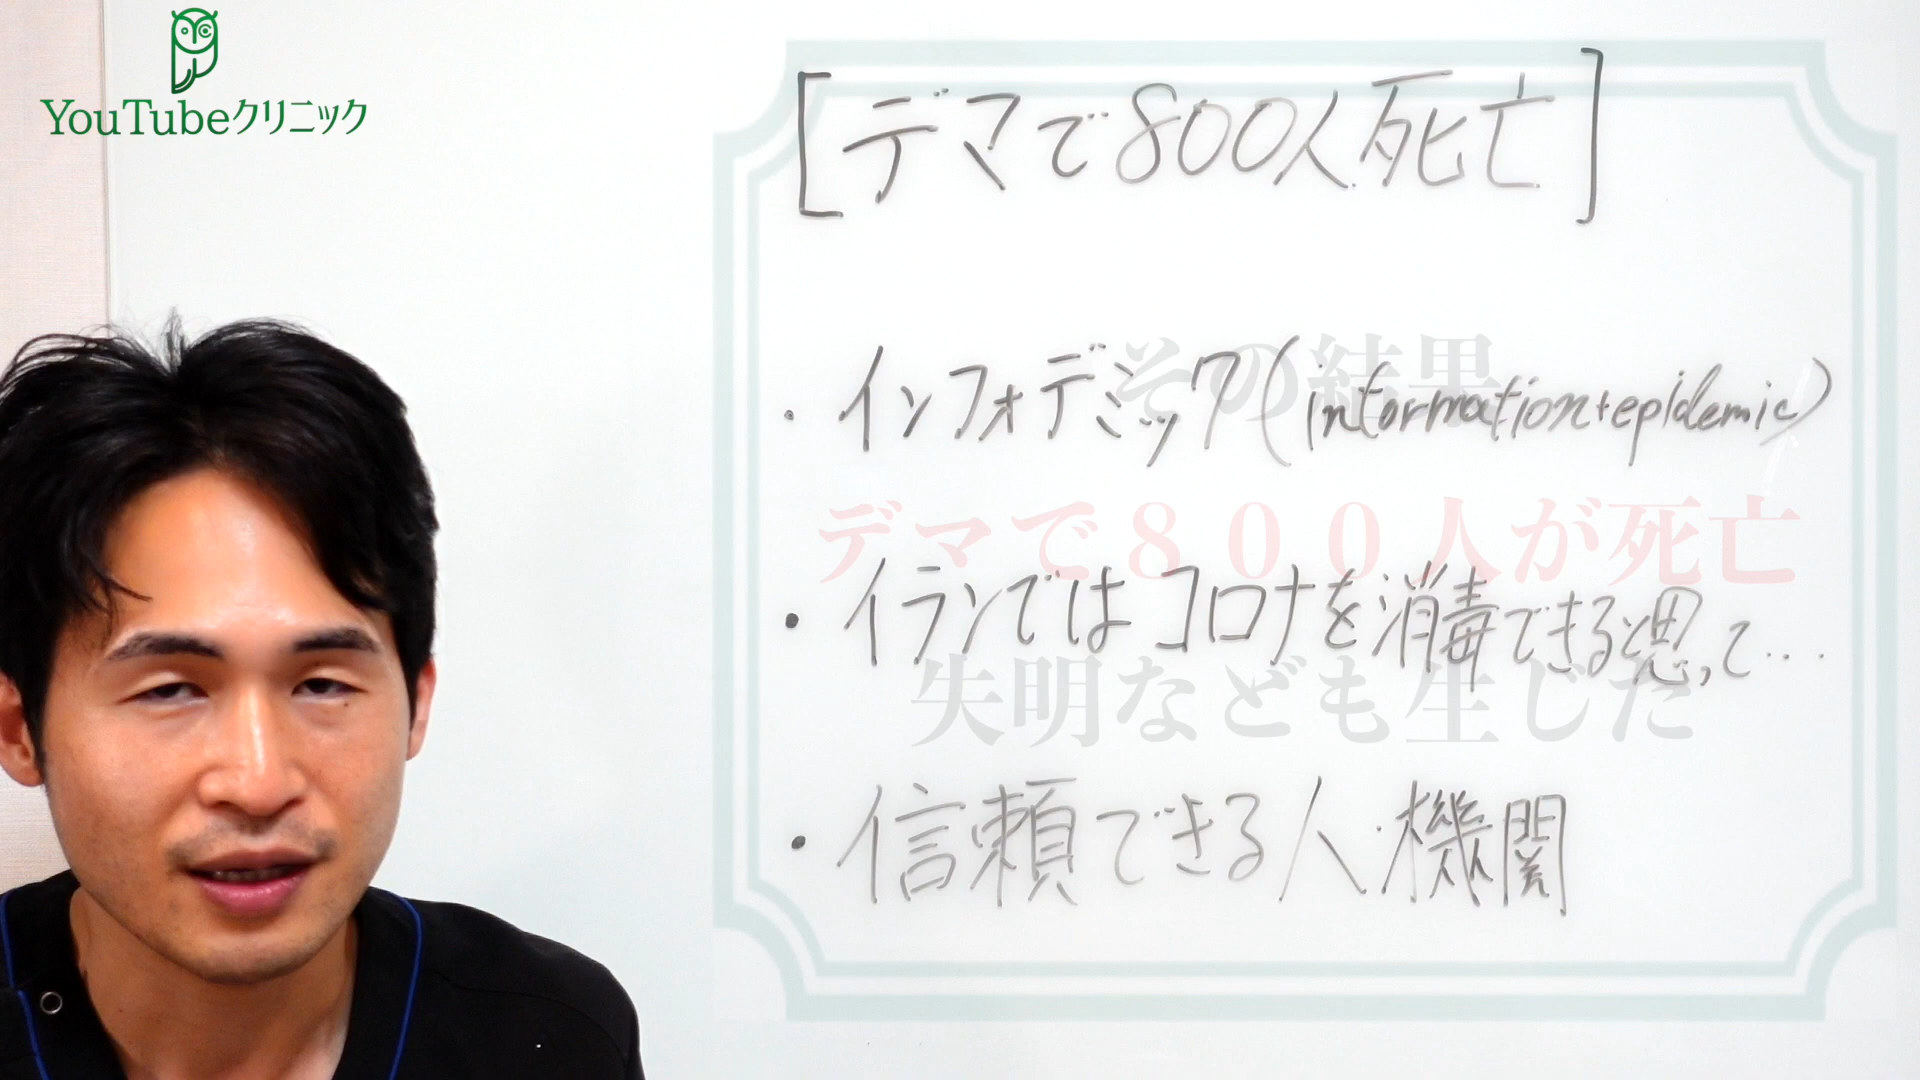 YouTubeクリニック
[デマで800人死亡]
その結果
・インフォデミック(information+epidemic)
デマで８００人が死亡
・イランではコロナを消毒できると思って…
失明なども生じた
・信頼できる人・機関